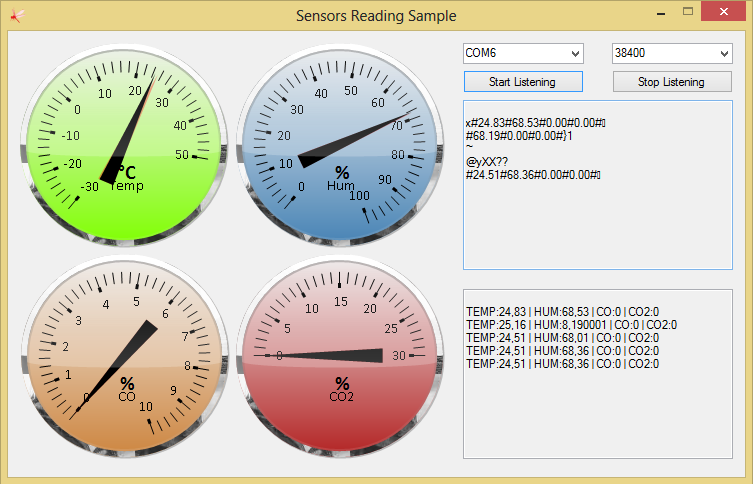 Sensors Reading Sample
COM6
38400
Start Listening
Stop Listening
-30
-20
-10
0
10
20
30
40
50
°C
Temp
0
10
20
30
40
50
60
70
80
90
100
%
Hum
x#24.83#68.53#0.00#0.00#▯
#68.19#0.00#0.00#}1
~
@yXX??
#24.51#68.36#0.00#0.00#▯
0
1
2
3
4
5
6
7
8
9
10
%
CO
0
5
10
15
20
25
30
%
CO2
TEMP:24,83 | HUM:68,53 | CO:0 | CO2:0
TEMP:25,16 | HUM:8,190001 | CO:0 | CO2:0
TEMP:24,51 | HUM:68,01 | CO:0 | CO2:0
TEMP:24,51 | HUM:68,36 | CO:0 | CO2:0
TEMP:24,51 | HUM:68,36 | CO:0 | CO2:0